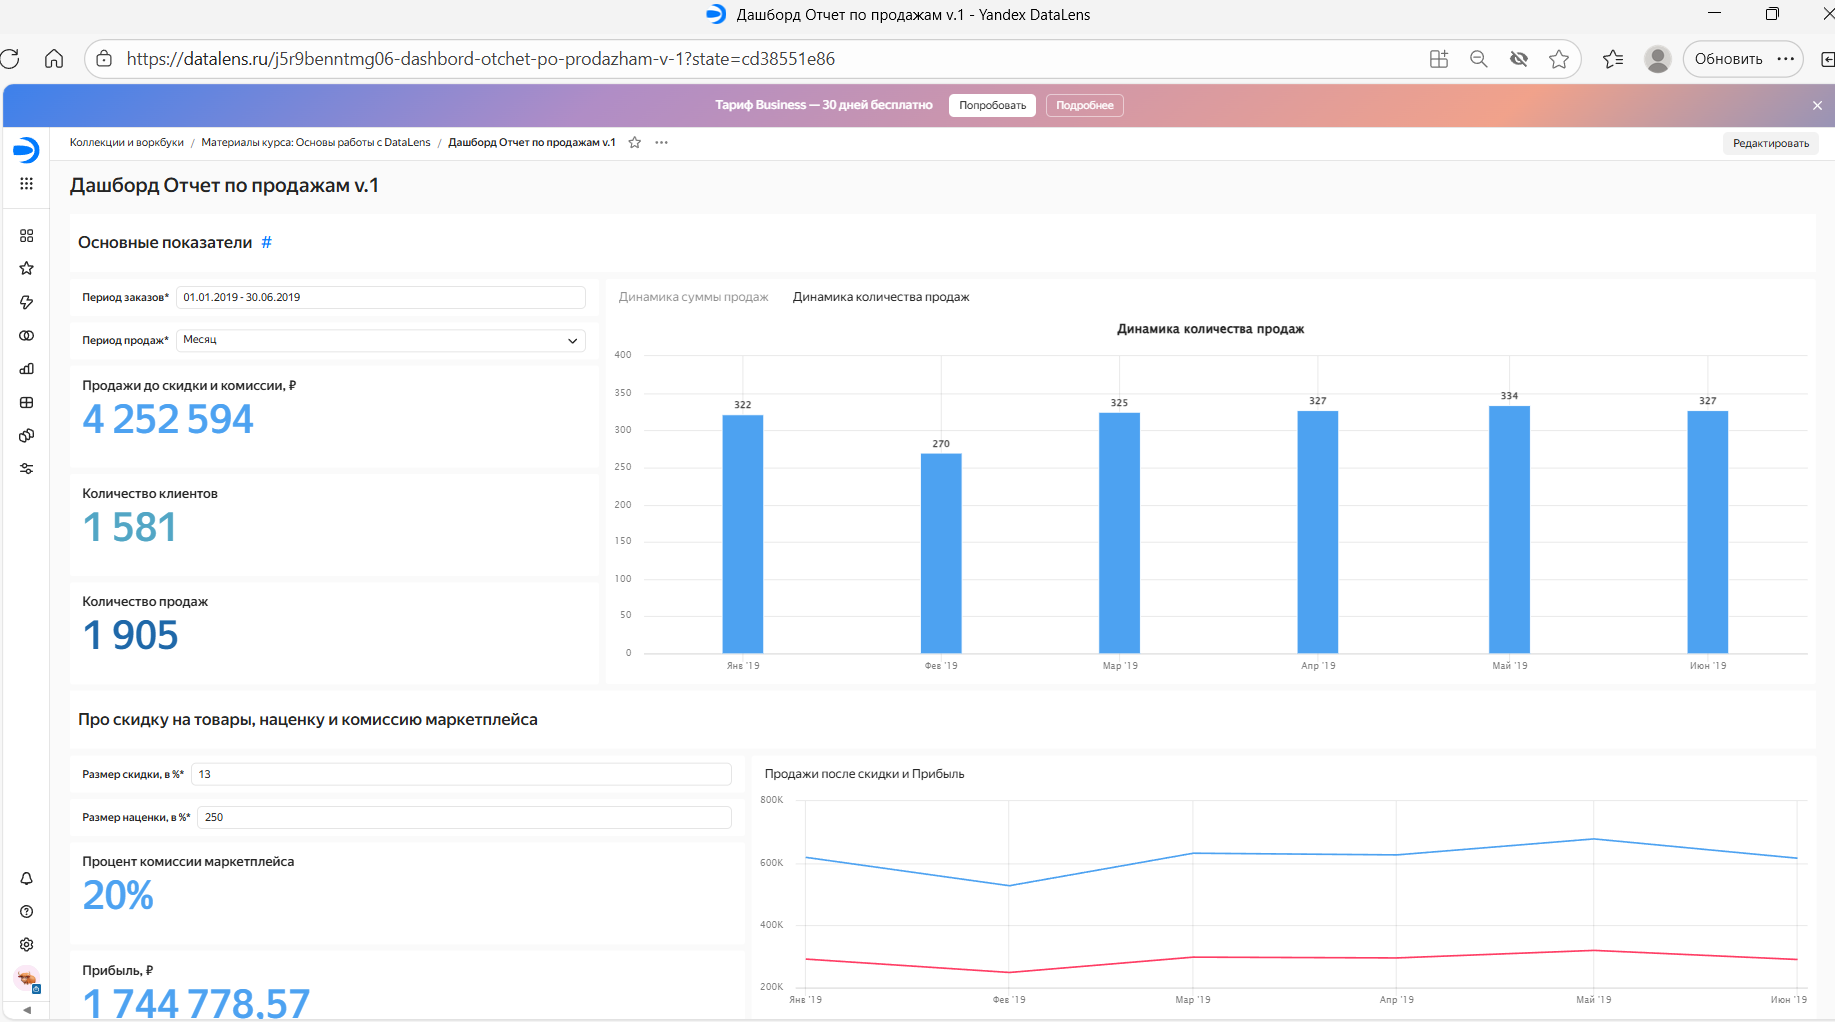 Дашборд Отчет по продажам v.1 - Yandex DataLens
https://datalens.ru/j5r9benntmg06-dashbord-otchet-po-prodazham-v-1?state=cd38551e86
Обновить
Тариф Business — 30 дней бесплатно
Попробовать
Подробнее
Коллекции и воркбуки / Материалы курса: Основы работы с DataLens / Дашборд Отчет по продажам v.1
Редактировать
Дашборд Отчет по продажам v.1
Основные показатели #
Период заказов* 01.01.2019 - 30.06.2019
Период продаж* Месяц
Продажи до скидки и комиссии, ₽
4 252 594
Количество клиентов
1 581
Количество продаж
1 905
Динамика суммы продаж Динамика количества продаж
Динамика количества продаж
400
350
300
250
200
150
100
50
0
322
270
325
327
334
327
Янв '19 Фев '19 Мар '19 Апр '19 Май '19 Июн '19
Про скидку на товары, наценку и комиссию маркетплейса
Размер скидки, в %* 13
Размер наценки, в %* 250
Процент комиссии маркетплейса
20%
Прибыль, ₽
1 744 778,57
Продажи после скидки и Прибыль
800K
600K
400K
200K
Янв '19 Фев '19 Мар '19 Апр '19 Май '19 Июн '19